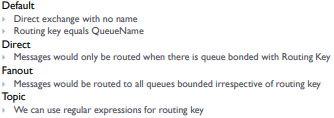 Default
Direct exchange with no name
Routing key equals QueueName
Direct
Messages would only be routed when there is queue bonded with Routing Key
Fanout
Messages would be routed to all queues bounded irrespective of routing key
Topic
We can use regular expressions for routing key